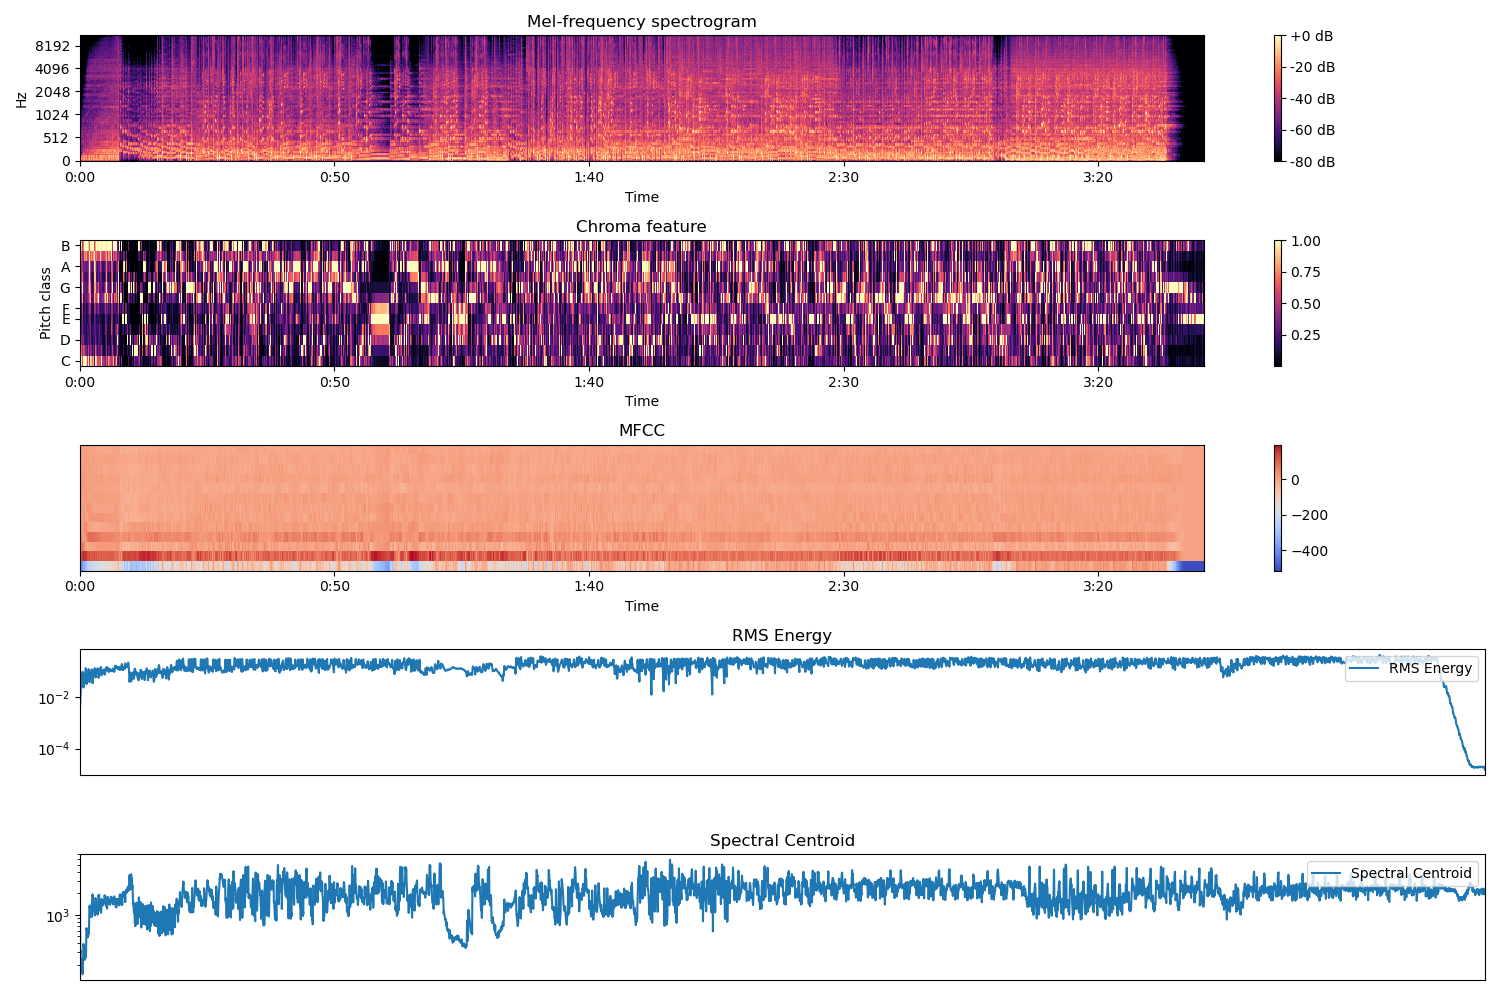 Mel-frequency spectrogram
8192
4096
2048
1024
512
0
Hz
0:00 0:50 1:40 2:30 3:20
Time
+0 dB
-20 dB
-40 dB
-60 dB
-80 dB
Chroma feature
B
A
G
E
E
D
C
Pitch class
0:00 0:50 1:40 2:30 3:20
Time
1.00
0.75
0.50
0.25
MFCC
0:00 0:50 1:40 2:30 3:20
Time
0
−200
−400
RMS Energy
10⁻²
10⁻⁴
RMS Energy
Spectral Centroid
10³
Spectral Centroid